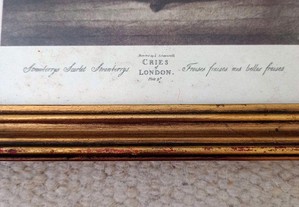 CRIES
of
LONDON.
Strawberrys Scarlet Strawberrys
Fraises fraises mes belles fraises